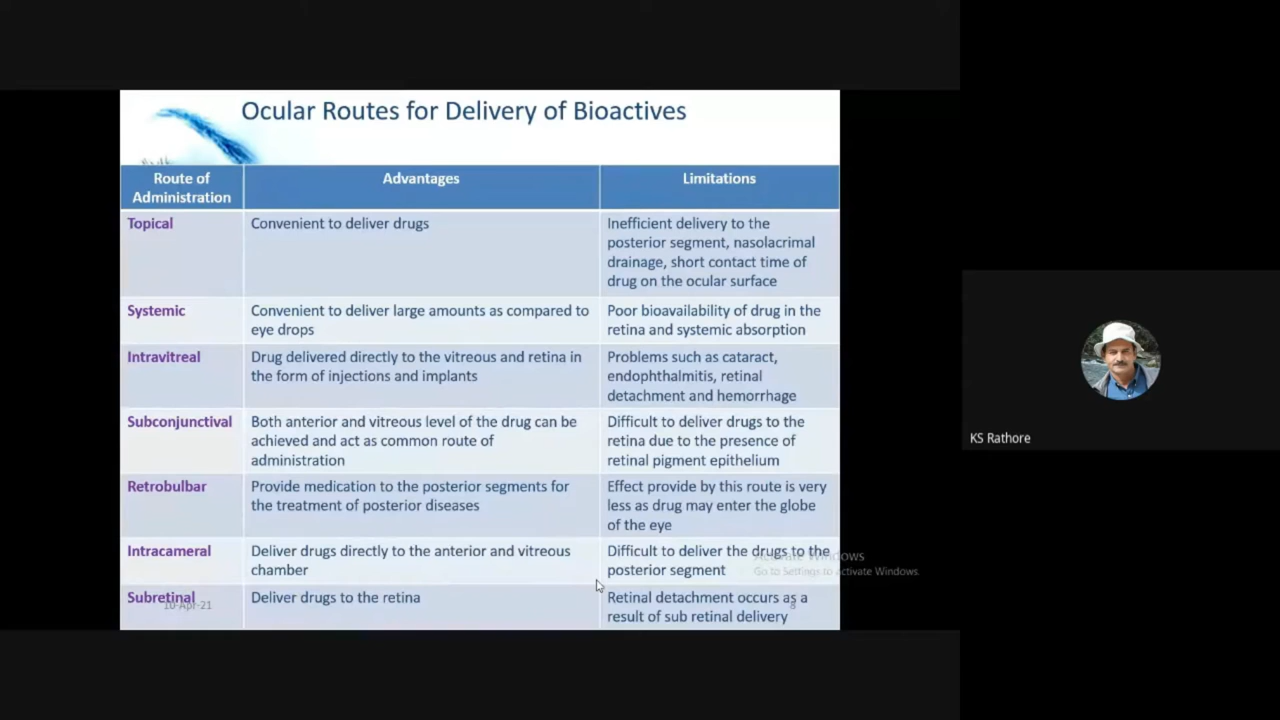 Ocular Routes for Delivery of Bioactives
Route of
Administration
Advantages
Limitations
Topical
Convenient to deliver drugs
Inefficient delivery to the
posterior segment, nasolacrimal
drainage, short contact time of
drug on the ocular surface
Systemic
Convenient to deliver large amounts as compared to
eye drops
Poor bioavailability of drug in the
retina and systemic absorption
Intravitreal
Drug delivered directly to the vitreous and retina in
the form of injections and implants
Problems such as cataract,
endophthalmitis, retinal
detachment and hemorrhage
Subconjunctival
Both anterior and vitreous level of the drug can be
achieved and act as common route of
administration
Difficult to deliver drugs to the
retina due to the presence of
retinal pigment epithelium
Retrobulbar
Provide medication to the posterior segments for
the treatment of posterior diseases
Effect provide by this route is very
less as drug may enter the globe
of the eye
Intracameral
Deliver drugs directly to the anterior and vitreous
chamber
Difficult to deliver the drugs to the
posterior segment
Subretinal
Deliver drugs to the retina
Retinal detachment occurs as a
result of sub retinal delivery
10-Apr-21
8
Activate Windows
Go to Settings to activate Windows.
KS Rathore